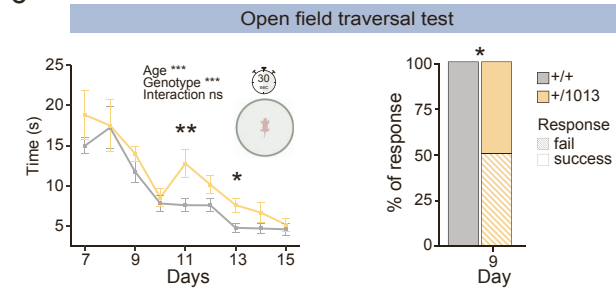 Open field traversal test
Age ***
Genotype ***
Interaction ns
30
sec
**
*
Time (s)
25
20
15
10
5
7
9
11
13
15
Days
*
% of response
100
75
50
25
0
9
Day
+/+
+/1013
Response
fail
success